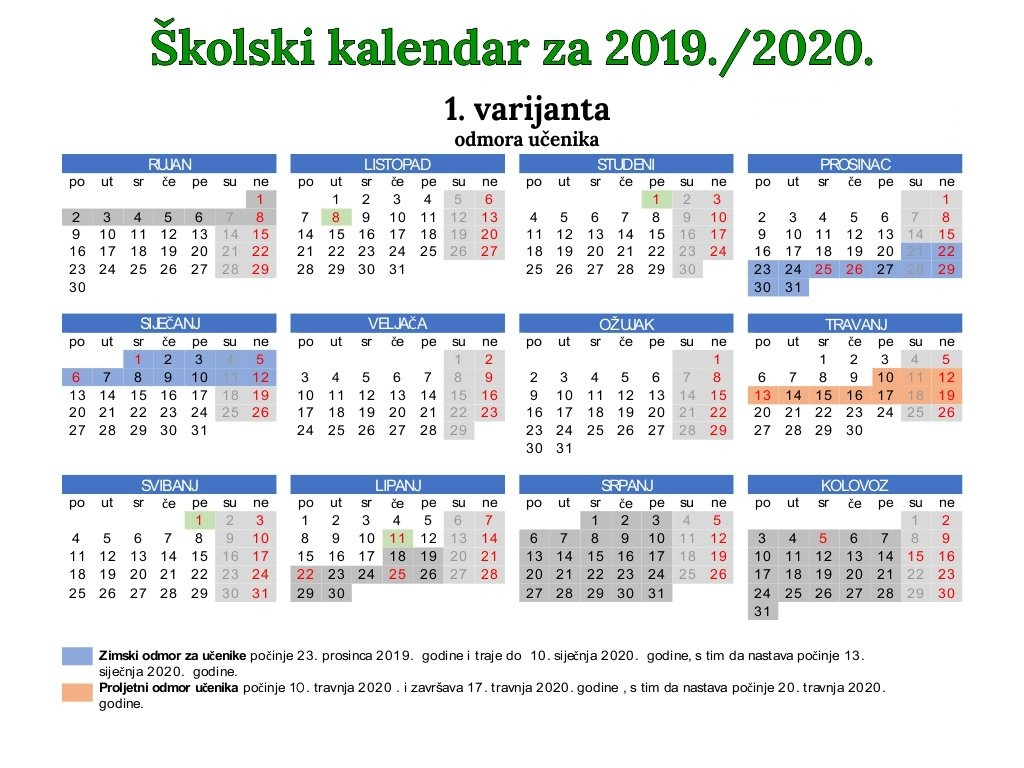 Školski kalendar za 2019./2020.
1. varijanta
odmora učenika
RUJAN LISTOPAD STUDENI PROSINAC
po ut sr če pe su ne po ut sr če pe su ne po ut sr če pe su ne po ut sr če pe su ne
1 1 2 3 4 5 6 1 2 3 1
2 3 4 5 6 7 8 7 8 9 10 11 12 13 4 5 6 7 8 9 10 2 3 4 5 6 7 8
9 10 11 12 13 14 15 14 15 16 17 18 19 20 11 12 13 14 15 16 17 9 10 11 12 13 14 15
16 17 18 19 20 21 22 21 22 23 24 25 26 27 18 19 20 21 22 23 24 16 17 18 19 20 21 22
23 24 25 26 27 28 29 28 29 30 31 25 26 27 28 29 30 23 24 25 26 27 28 29
30 30 31
SIJEČANJ VELJAČA OŽUJAK TRAVANJ
po ut sr če pe su ne po ut sr če pe su ne po ut sr če pe su ne po ut sr če pe su ne
1 2 3 4 5 1 2 1 1 2 3 4 5
6 7 8 9 10 11 12 3 4 5 6 7 8 9 2 3 4 5 6 7 8 6 7 8 9 10 11 12
13 14 15 16 17 18 19 10 11 12 13 14 15 16 9 10 11 12 13 14 15 13 14 15 16 17 18 19
20 21 22 23 24 25 26 17 18 19 20 21 22 23 16 17 18 19 20 21 22 20 21 22 23 24 25 26
27 28 29 30 31 24 25 26 27 28 29 23 24 25 26 27 28 29 27 28 29 30
30 31
SVIBANJ LIPANJ SRPANJ KOLOVOZ
po ut sr če pe su ne po ut sr če pe su ne po ut sr če pe su ne po ut sr če pe su ne
1 2 3 1 2 3 4 5 6 7 1 2 3 4 5 1 2
4 5 6 7 8 9 10 8 9 10 11 12 13 14 6 7 8 9 10 11 12 3 4 5 6 7 8 9
11 12 13 14 15 16 17 15 16 17 18 19 20 21 13 14 15 16 17 18 19 10 11 12 13 14 15 16
18 19 20 21 22 23 24 22 23 24 25 26 27 28 20 21 22 23 24 25 26 17 18 19 20 21 22 23
25 26 27 28 29 30 31 29 30 27 28 29 30 31 24 25 26 27 28 29 30
31
Zimski odmor za učenike počinje 23. prosinca 2019. godine i traje do 10. siječnja 2020. godine, s tim da nastava počinje 13.
siječnja 2020. godine.
Proljetni odmor učenika počinje 10. travnja 2020 . i završava 17. travnja 2020. godine , s tim da nastava počinje 20. travnja 2020.
godine.